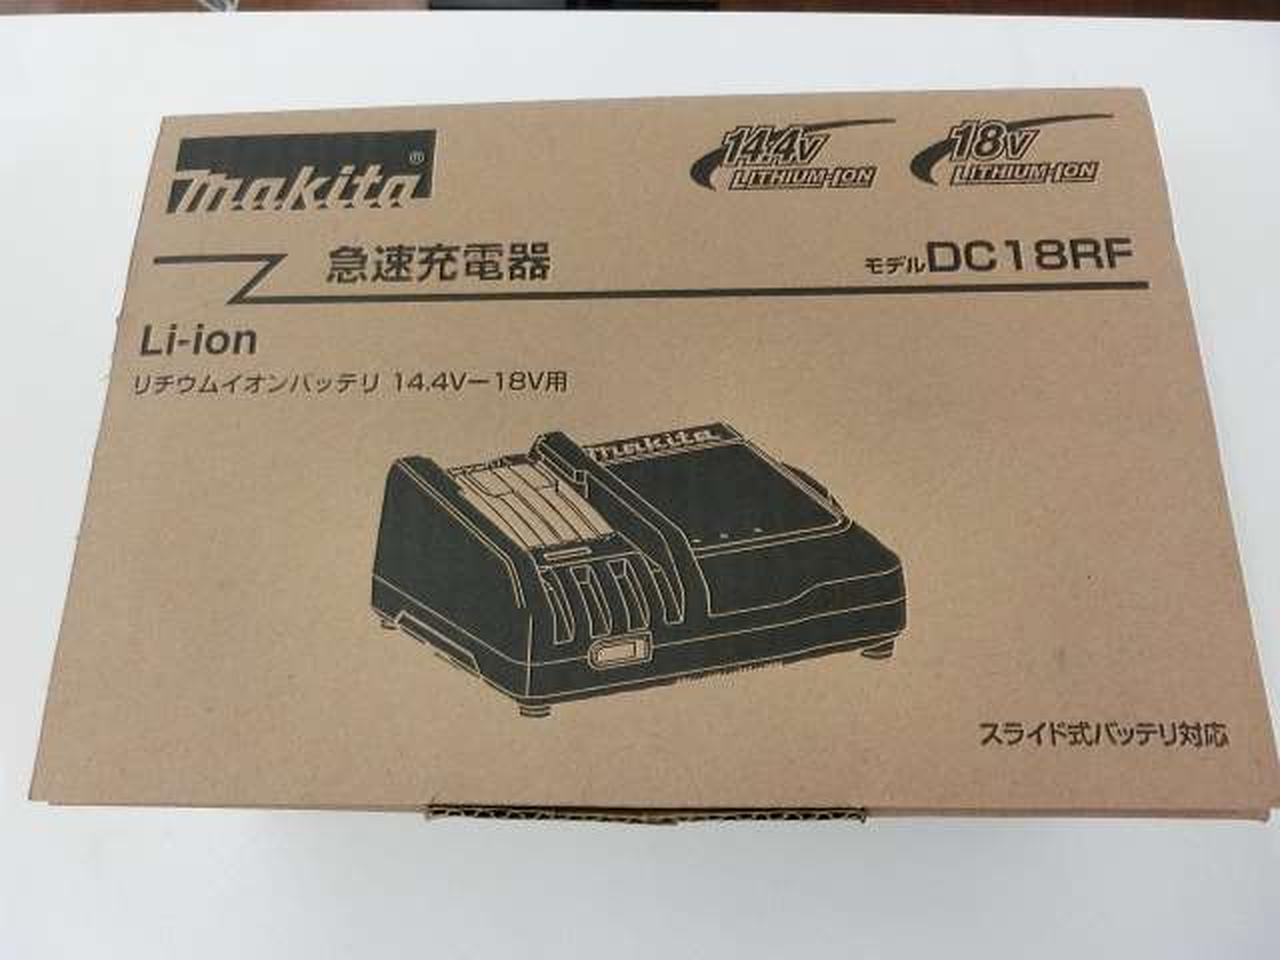 makita®
14.4V LITHIUM-ION
18V LITHIUM-ION
急速充電器
モデルDC18RF
Li-ion
リチウムイオンバッテリ 14.4V－18V用
makita
スライド式バッテリ対応